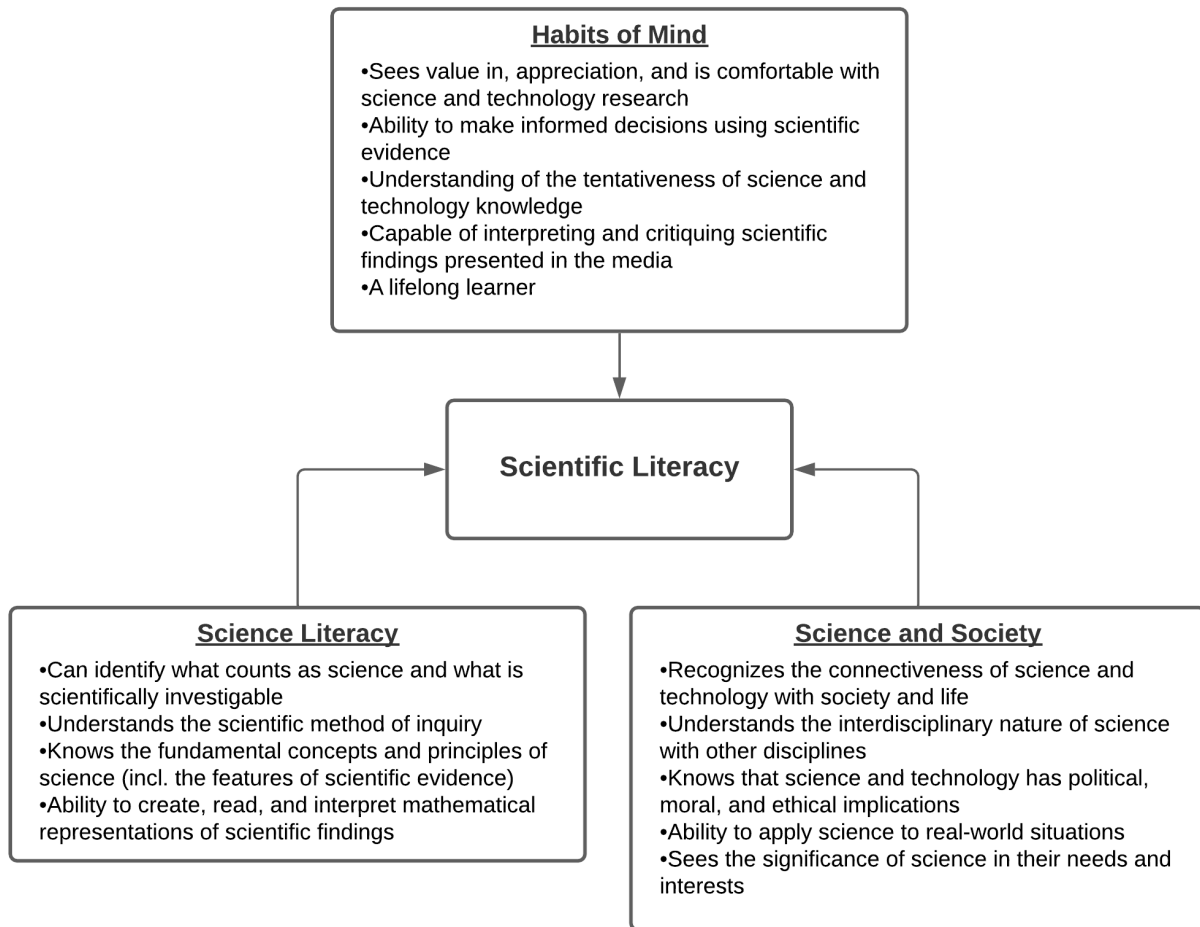 Habits of Mind
•Sees value in, appreciation, and is comfortable with
science and technology research
•Ability to make informed decisions using scientific
evidence
•Understanding of the tentativeness of science and
technology knowledge
•Capable of interpreting and critiquing scientific
findings presented in the media
•A lifelong learner
Scientific Literacy
Science Literacy
•Can identify what counts as science and what is
scientifically investigable
•Understands the scientific method of inquiry
•Knows the fundamental concepts and principles of
science (incl. the features of scientific evidence)
•Ability to create, read, and interpret mathematical
representations of scientific findings
Science and Society
•Recognizes the connectiveness of science and
technology with society and life
•Understands the interdisciplinary nature of science
with other disciplines
•Knows that science and technology has political,
moral, and ethical implications
•Ability to apply science to real-world situations
•Sees the significance of science in their needs and
interests